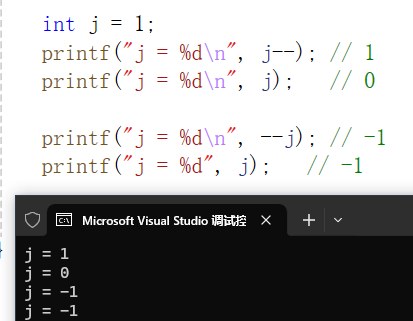 int j = 1;
printf("j = %d\n", j--); // 1
printf("j = %d\n", j);   // 0
printf("j = %d\n", --j); // -1
printf("j = %d", j);   // -1
Microsoft Visual Studio 调试控
j = 1
j = 0
j = -1
j = -1